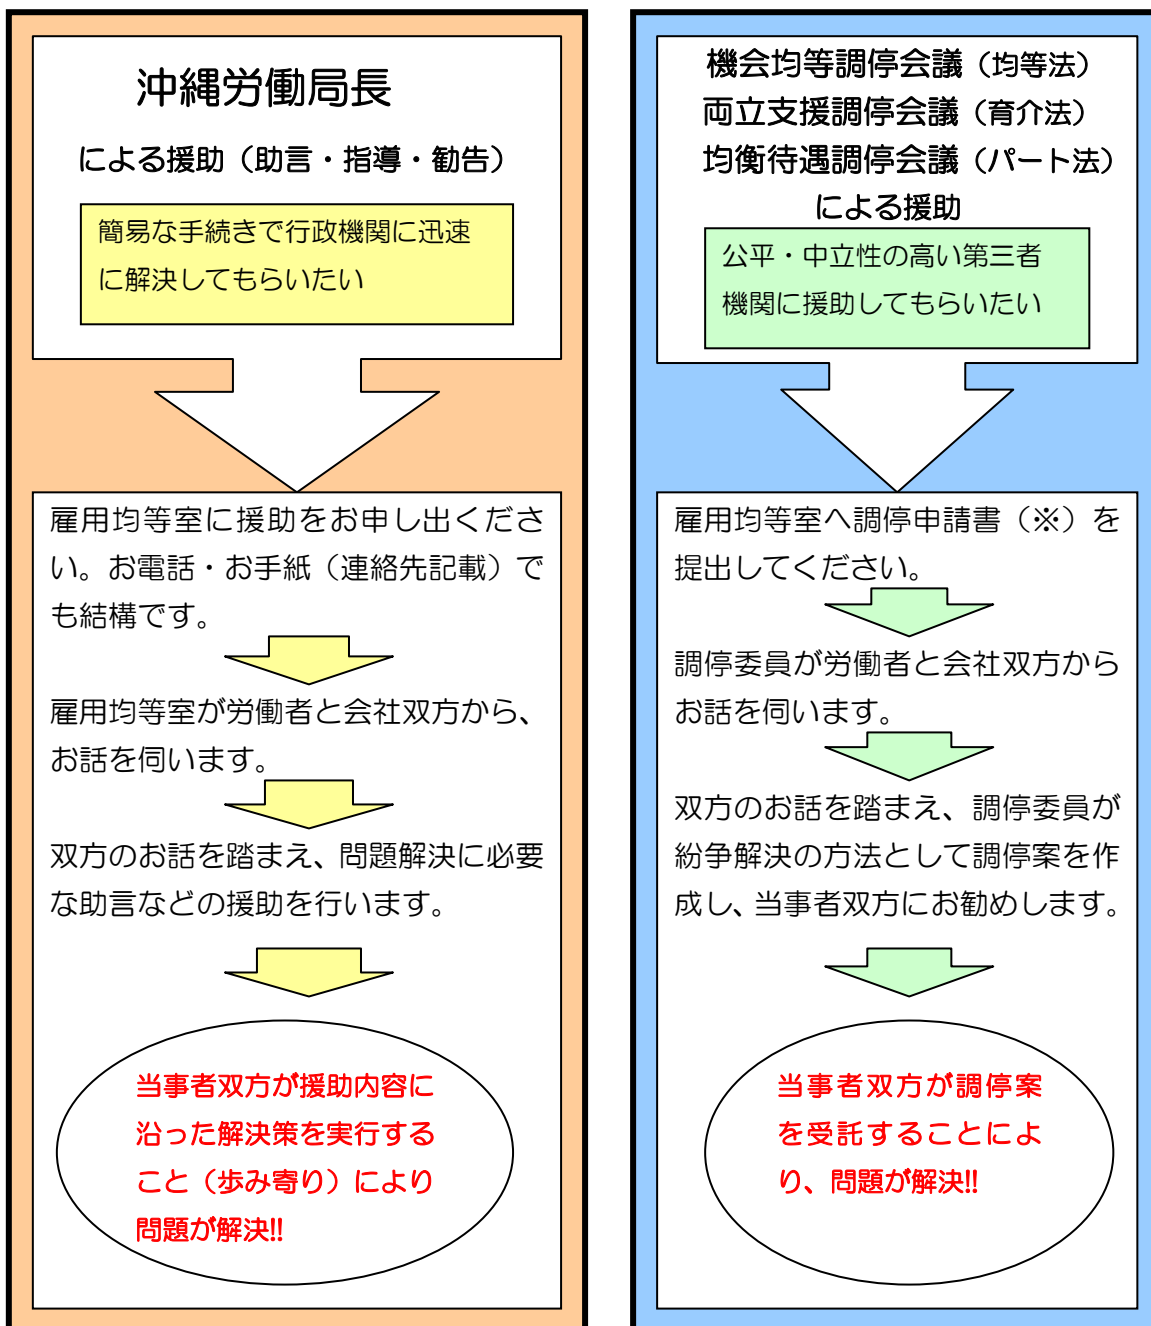 沖縄労働局長
による援助（助言・指導・勧告）
簡易な手続きで行政機関に迅速
に解決してもらいたい
雇用均等室に援助をお申し出くださ
い。お電話・お手紙（連絡先記載）で
も結構です。
雇用均等室が労働者と会社双方から、
お話を伺います。
双方のお話を踏まえ、問題解決に必要
な助言などの援助を行います。
当事者双方が援助内容に
沿った解決策を実行する
こと（歩み寄り）により
問題が解決!!
機会均等調停会議（均等法）
両立支援調停会議（育介法）
均衡待遇調停会議（パート法）
による援助
公平・中立性の高い第三者
機関に援助してもらいたい
雇用均等室へ調停申請書（※）を
提出してください。
調停委員が労働者と会社双方から
お話を伺います。
双方のお話を踏まえ、調停委員が
紛争解決の方法として調停案を作
成し、当事者双方にお勧めします。
当事者双方が調停案
を受託することによ
り、問題が解決!!